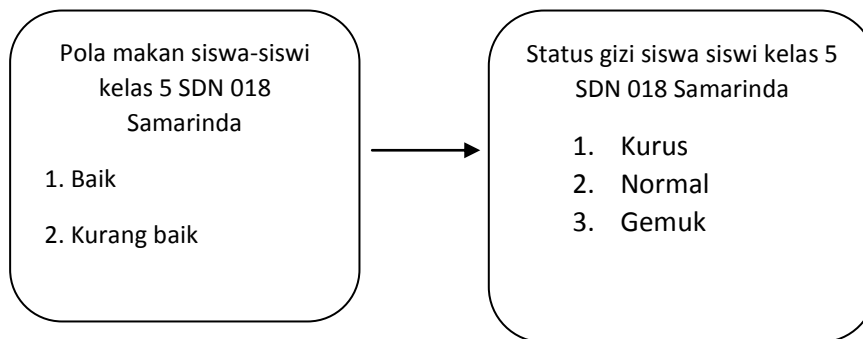 Pola makan siswa-siswi
kelas 5 SDN 018
Samarinda
1. Baik
2. Kurang baik
Status gizi siswa siswi kelas 5
SDN 018 Samarinda
1. Kurus
2. Normal
3. Gemuk